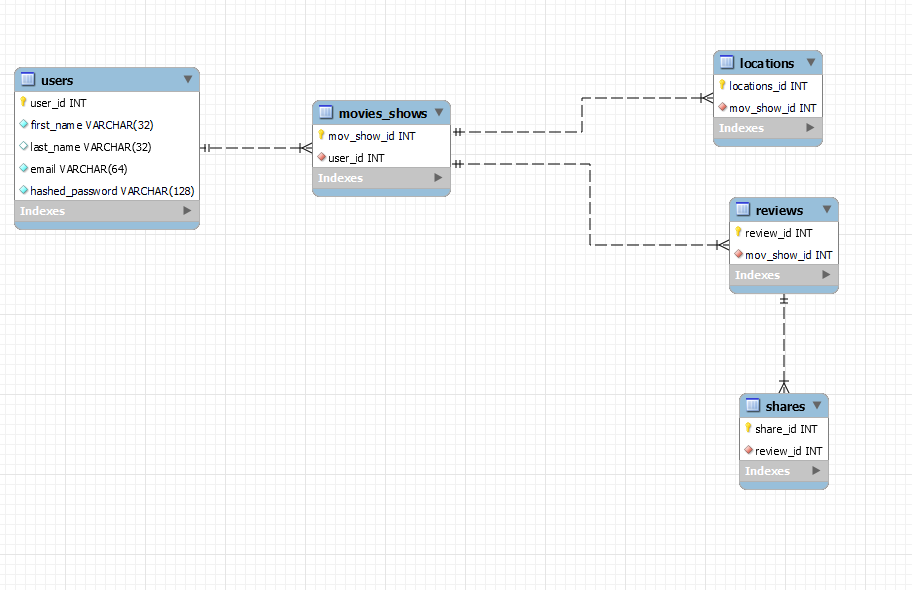 users
user_id INT
first_name VARCHAR(32)
last_name VARCHAR(32)
email VARCHAR(64)
hashed_password VARCHAR(128)
Indexes
movies_shows
mov_show_id INT
user_id INT
Indexes
locations
locations_id INT
mov_show_id INT
Indexes
reviews
review_id INT
mov_show_id INT
Indexes
shares
share_id INT
review_id INT
Indexes